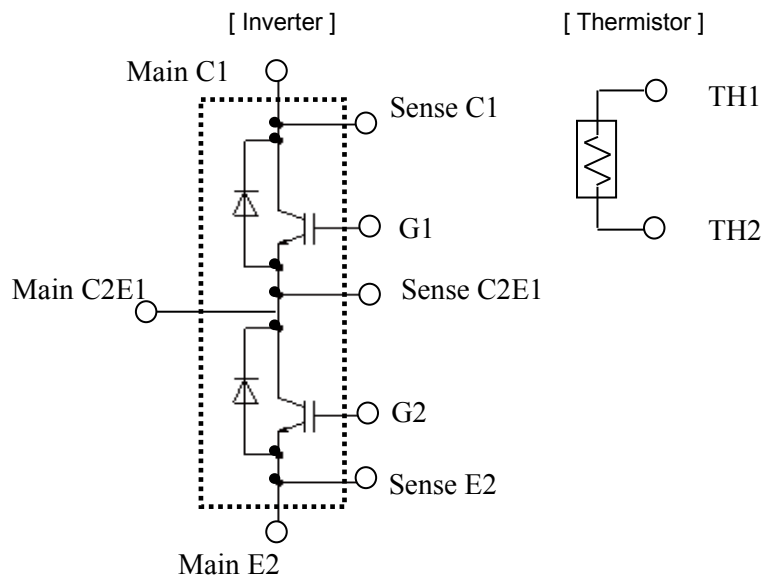 [ Inverter ]
[ Thermistor ]
Main C1
Sense C1
TH1
G1
TH2
Main C2E1
Sense C2E1
G2
Sense E2
Main E2